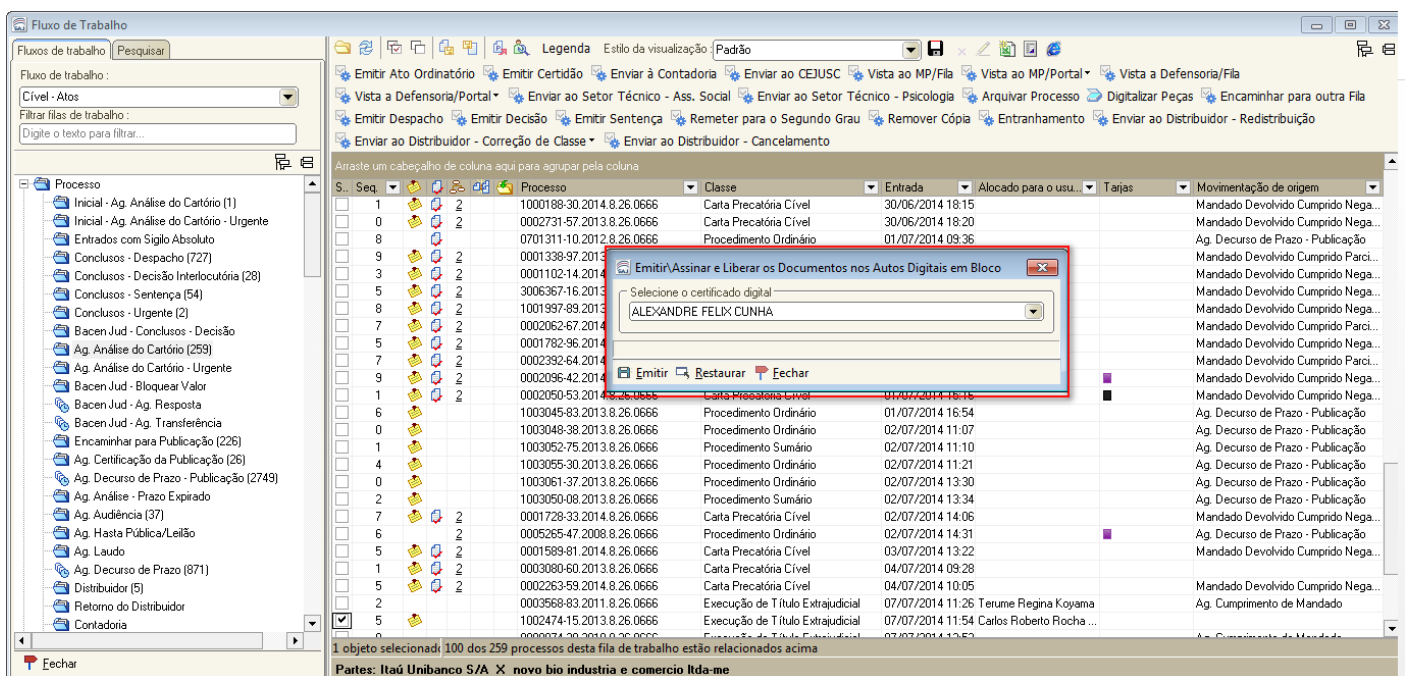 Fluxo de Trabalho
Fluxos de trabalho Pesquisar
Fluxo de trabalho :
Cível - Atos
Filtrar filas de trabalho :
Digite o texto para filtrar...
Processo
Inicial - Ag. Análise do Cartório (1)
Inicial - Ag. Análise do Cartório - Urgente
Entrados com Sigilo Absoluto
Conclusos - Despacho (727)
Conclusos - Decisão Interlocutória (28)
Conclusos - Sentença (54)
Conclusos - Urgente (2)
Bacen Jud - Conclusos - Decisão
Ag. Análise do Cartório (259)
Ag. Análise do Cartório - Urgente
Bacen Jud - Bloquear Valor
Bacen Jud - Ag. Resposta
Bacen Jud - Ag. Transferência
Encaminhar para Publicação (226)
Ag. Certificação da Publicação (26)
Ag. Decurso de Prazo - Publicação (2749)
Ag. Análise - Prazo Expirado
Ag. Audiência (37)
Ag. Hasta Pública/Leilão
Ag. Laudo
Ag. Decurso de Prazo (871)
Distribuidor (5)
Retorno do Distribuidor
Contadoria
Fechar
Legenda Estilo da visualização : Padrão
Emitir Ato Ordinatório Emitir Certidão Enviar à Contadoria Enviar ao CEJUSC Vista ao MP/Fila Vista ao MP/Portal Vista a Defensoria/Fila
Vista a Defensoria/Portal Enviar ao Setor Técnico - Ass. Social Enviar ao Setor Técnico - Psicologia Arquivar Processo Digitalizar Peças Encaminhar para outra Fila
Emitir Despacho Emitir Decisão Emitir Sentença Remeter para o Segundo Grau Remover Cópia Entranhamento Enviar ao Distribuidor - Redistribuição
Enviar ao Distribuidor - Correção de Classe Enviar ao Distribuidor - Cancelamento
Arraste um cabeçalho de coluna aqui para agrupar pela coluna
S.. Seq. Processo Classe Entrada Alocado para o usu... Tarjas Movimentação de origem
1 2 1000188-30.2014.8.26.0666 Carta Precatória Cível 30/06/2014 18:15 Mandado Devolvido Cumprido Nega...
0 2 0002731-57.2013.8.26.0666 Carta Precatória Cível 30/06/2014 18:20 Mandado Devolvido Cumprido Nega...
8 0701311-10.2012.8.26.0666 Procedimento Ordinário 01/07/2014 09:36 Ag. Decurso de Prazo - Publicação
9 2 0001338-97.2013 Mandado Devolvido Cumprido Parci...
3 2 0001102-14.2014 Mandado Devolvido Cumprido Nega...
5 2 3006367-16.2013 Mandado Devolvido Cumprido Nega...
8 2 1001997-89.2013 Mandado Devolvido Cumprido Nega...
7 2 0002062-67.2014 Mandado Devolvido Cumprido Parci...
5 2 0001782-96.2014 Mandado Devolvido Cumprido Nega...
7 2 0002392-64.2014 Mandado Devolvido Cumprido Parci...
9 2 0002096-42.2014 Mandado Devolvido Cumprido Nega...
1 2 0002050-53.2014.8.26.0666 Carta Precatória Cível 01/07/2014 16:16 Mandado Devolvido Cumprido Nega...
6 1003045-83.2013.8.26.0666 Procedimento Ordinário 01/07/2014 16:54 Ag. Decurso de Prazo - Publicação
0 1003048-38.2013.8.26.0666 Procedimento Ordinário 02/07/2014 11:07 Ag. Decurso de Prazo - Publicação
1 1003052-75.2013.8.26.0666 Procedimento Sumário 02/07/2014 11:10 Ag. Decurso de Prazo - Publicação
4 1003055-30.2013.8.26.0666 Procedimento Ordinário 02/07/2014 11:21 Ag. Decurso de Prazo - Publicação
0 1003061-37.2013.8.26.0666 Procedimento Ordinário 02/07/2014 13:30 Ag. Decurso de Prazo - Publicação
2 1003050-08.2013.8.26.0666 Procedimento Sumário 02/07/2014 13:34 Ag. Decurso de Prazo - Publicação
7 2 0001728-33.2014.8.26.0666 Carta Precatória Cível 02/07/2014 14:06 Mandado Devolvido Cumprido Nega...
6 2 0005265-47.2008.8.26.0666 Procedimento Ordinário 02/07/2014 14:31 Ag. Decurso de Prazo - Publicação
5 2 0001589-81.2014.8.26.0666 Carta Precatória Cível 03/07/2014 13:22 Mandado Devolvido Cumprido Nega...
1 2 0003080-60.2013.8.26.0666 Carta Precatória Cível 04/07/2014 09:28
5 2 0002263-59.2014.8.26.0666 Carta Precatória Cível 04/07/2014 10:05 Mandado Devolvido Cumprido Nega...
2 0003568-83.2011.8.26.0666 Execução de Título Extrajudicial 07/07/2014 11:26 Terume Regina Koyama Ag. Cumprimento de Mandado
5 1002474-15.2013.8.26.0666 Execução de Título Extrajudicial 07/07/2014 11:54 Carlos Roberto Rocha ...
Emitir\Assinar e Liberar os Documentos nos Autos Digitais em Bloco
Selecione o certificado digital
ALEXANDRE FELIX CUNHA
Emitir Restaurar Fechar
1 objeto selecionado 100 dos 259 processos desta fila de trabalho estão relacionados acima
Partes: Itaú Unibanco S/A X novo bio industria e comercio ltda-me